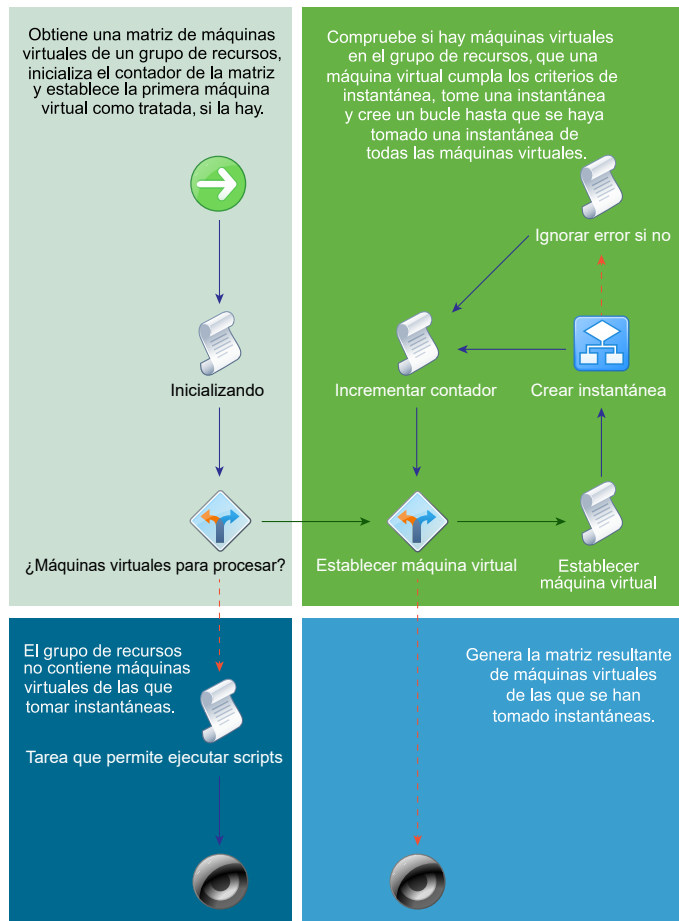 Obtiene una matriz de máquinas
virtuales de un grupo de recursos,
inicializa el contador de la matriz
y establece la primera máquina
virtual como tratada, si la hay.
Compruebe si hay máquinas virtuales
en el grupo de recursos, que una
máquina virtual cumpla los criterios de
instantánea, tome una instantánea
y cree un bucle hasta que se haya
tomado una instantánea de
todas las máquinas virtuales.
Ignorar error si no
Inicializando
Incrementar contador
Crear instantánea
¿Máquinas virtuales para procesar?
Establecer máquina virtual
Establecer
máquina virtual
El grupo de recursos
no contiene máquinas
virtuales de las que
tomar instantáneas.
Tarea que permite ejecutar scripts
Genera la matriz resultante
de máquinas virtuales
de las que se han
tomado instantáneas.